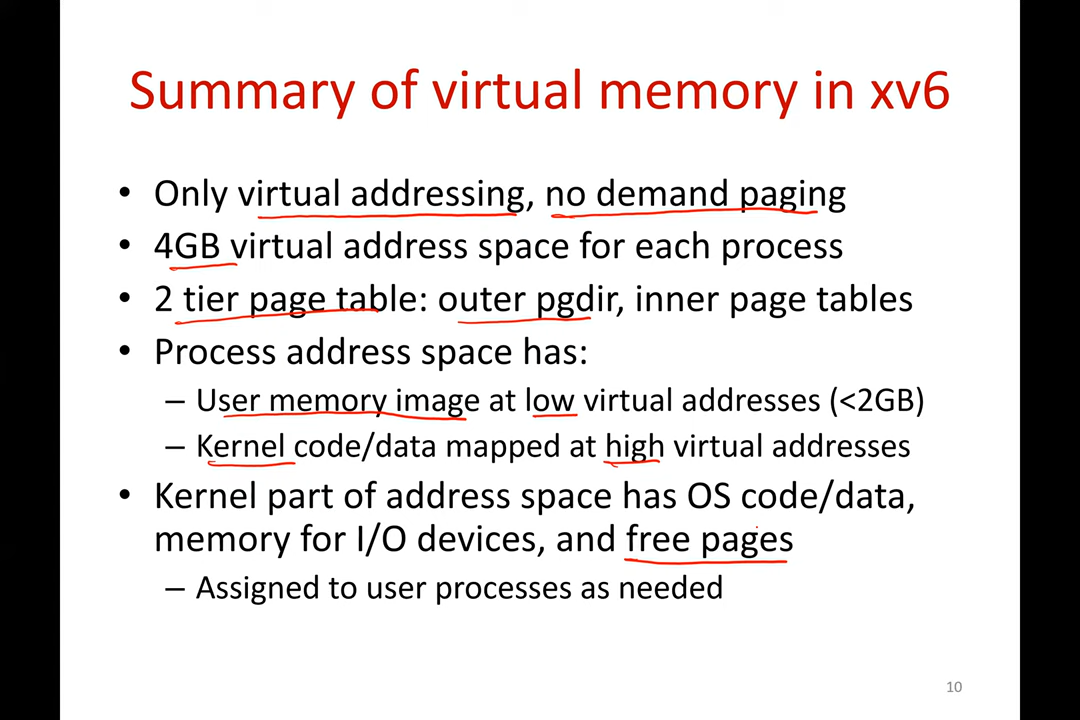 Summary of virtual memory in xv6
• Only virtual addressing, no demand paging
• 4GB virtual address space for each process
• 2 tier page table: outer pgdir, inner page tables
• Process address space has:
– User memory image at low virtual addresses (<2GB)
– Kernel code/data mapped at high virtual addresses
• Kernel part of address space has OS code/data,
memory for I/O devices, and free pages
– Assigned to user processes as needed
10